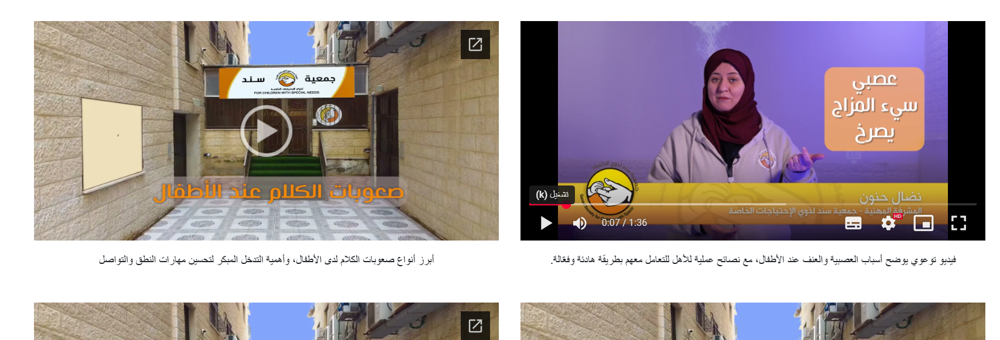 عصبي
سيء المزاج
يصرخ
نضال حنون
المشرفة المهنية - جمعية سند لذوي الإحتياجات الخاصة
تشغيل (k)
0:07 / 1:36
HD
فيديو توعوي يوضح أسباب العصبية والعنف عند الأطفال، مع نصائح عملية للأهل للتعامل معهم بطريقة هادئة وفعّالة.
جمعية سند
لذوي الاحتياجات الخاصة
FOR CHILDREN WITH SPECIAL NEEDS
صعوبات الكلام عند الأطفال
أبرز أنواع صعوبات الكلام لدى الأطفال، وأهمية التدخل المبكر لتحسين مهارات النطق والتواصل